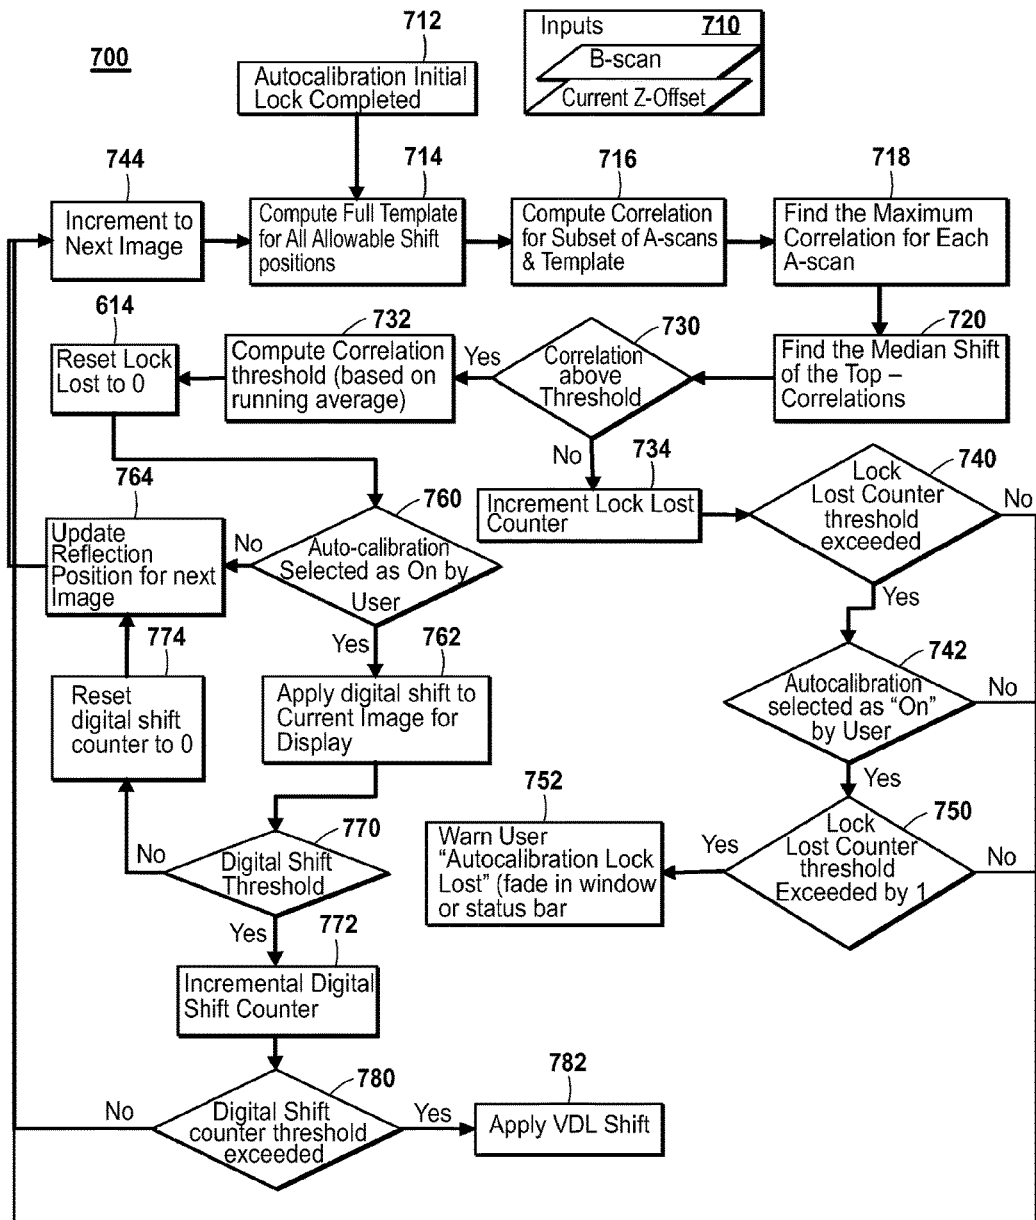 700
712
Autocalibration Initial
Lock Completed
Inputs 710
B-scan
Current Z-Offset
744
Increment to
Next Image
714
Compute Full Template
for All Allowable Shift
positions
716
Compute Correlation
for Subset of A-scans
& Template
718
Find the Maximum
Correlation for Each
A-scan
614
Reset Lock
Lost to 0
732
Compute Correlation
threshold (based on
running average)
Yes
730
Correlation
above
Threshold
No
720
Find the Median Shift
of the Top –
Correlations
734
Increment Lock Lost
Counter
740
Lock
Lost Counter
threshold
exceeded
No
Yes
764
Update
Reflection
Position for next
Image
No
760
Auto-calibration
Selected as On by
User
Yes
742
Autocalibration
selected as “On”
by User
No
Yes
774
Reset
digital shift
counter to 0
762
Apply digital shift to
Current Image for
Display
752
Warn User
“Autocalibration Lock
Lost” (fade in window
or status bar
Yes
750
Lock
Lost Counter
threshold
Exceeded by 1
No
No
770
Digital Shift
Threshold
Yes
772
Incremental Digital
Shift Counter
No
780
Digital Shift
counter threshold
exceeded
Yes
782
Apply VDL Shift